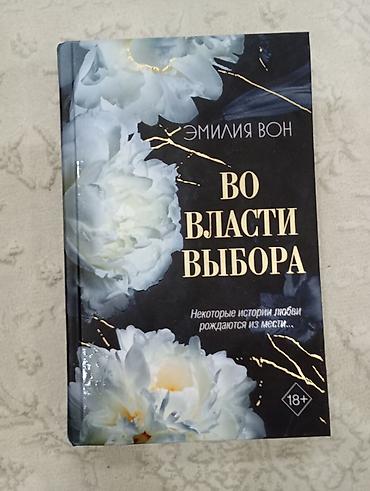 ЭМИЛИЯ ВОН
ВО
ВЛАСТИ
ВЫБОРА
Некоторые истории любви
рождаются из мести...
18+